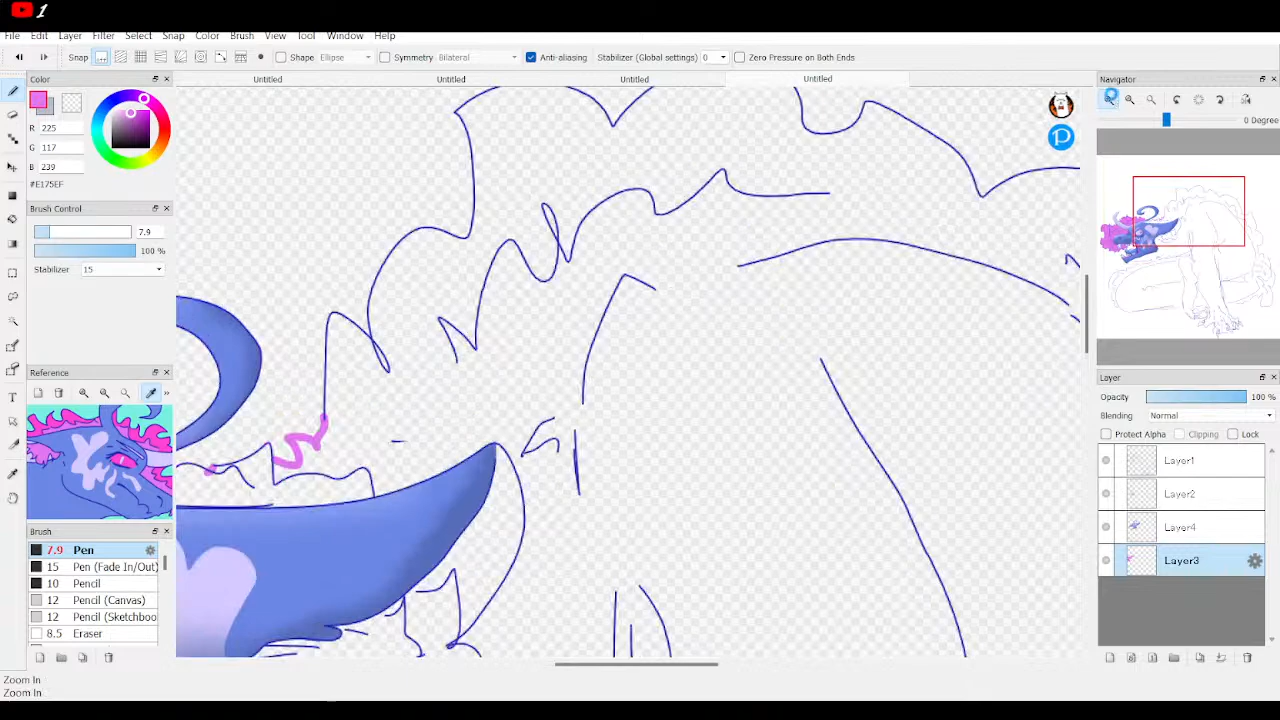 1
File Edit Layer Filter Select Snap Color Brush View Tool Window Help
Snap Shape Ellipse Symmetry Bilateral Anti-aliasing Stabilizer (Global settings) 0 Zero Pressure on Both Ends
Color Untitled Untitled Untitled Untitled Navigator
R 225
G 117
B 239
#E175EF
0 Degree
Brush Control
7.9
100 %
Stabilizer 15
Reference
Layer
Opacity 100 %
Blending Normal
Protect Alpha Clipping Lock
Layer1
Layer2
Layer4
Layer3
Brush
7.9 Pen
15 Pen (Fade In/Out)
10 Pencil
12 Pencil (Canvas)
12 Pencil (Sketchboo
8.5 Eraser
Zoom In
Zoom In